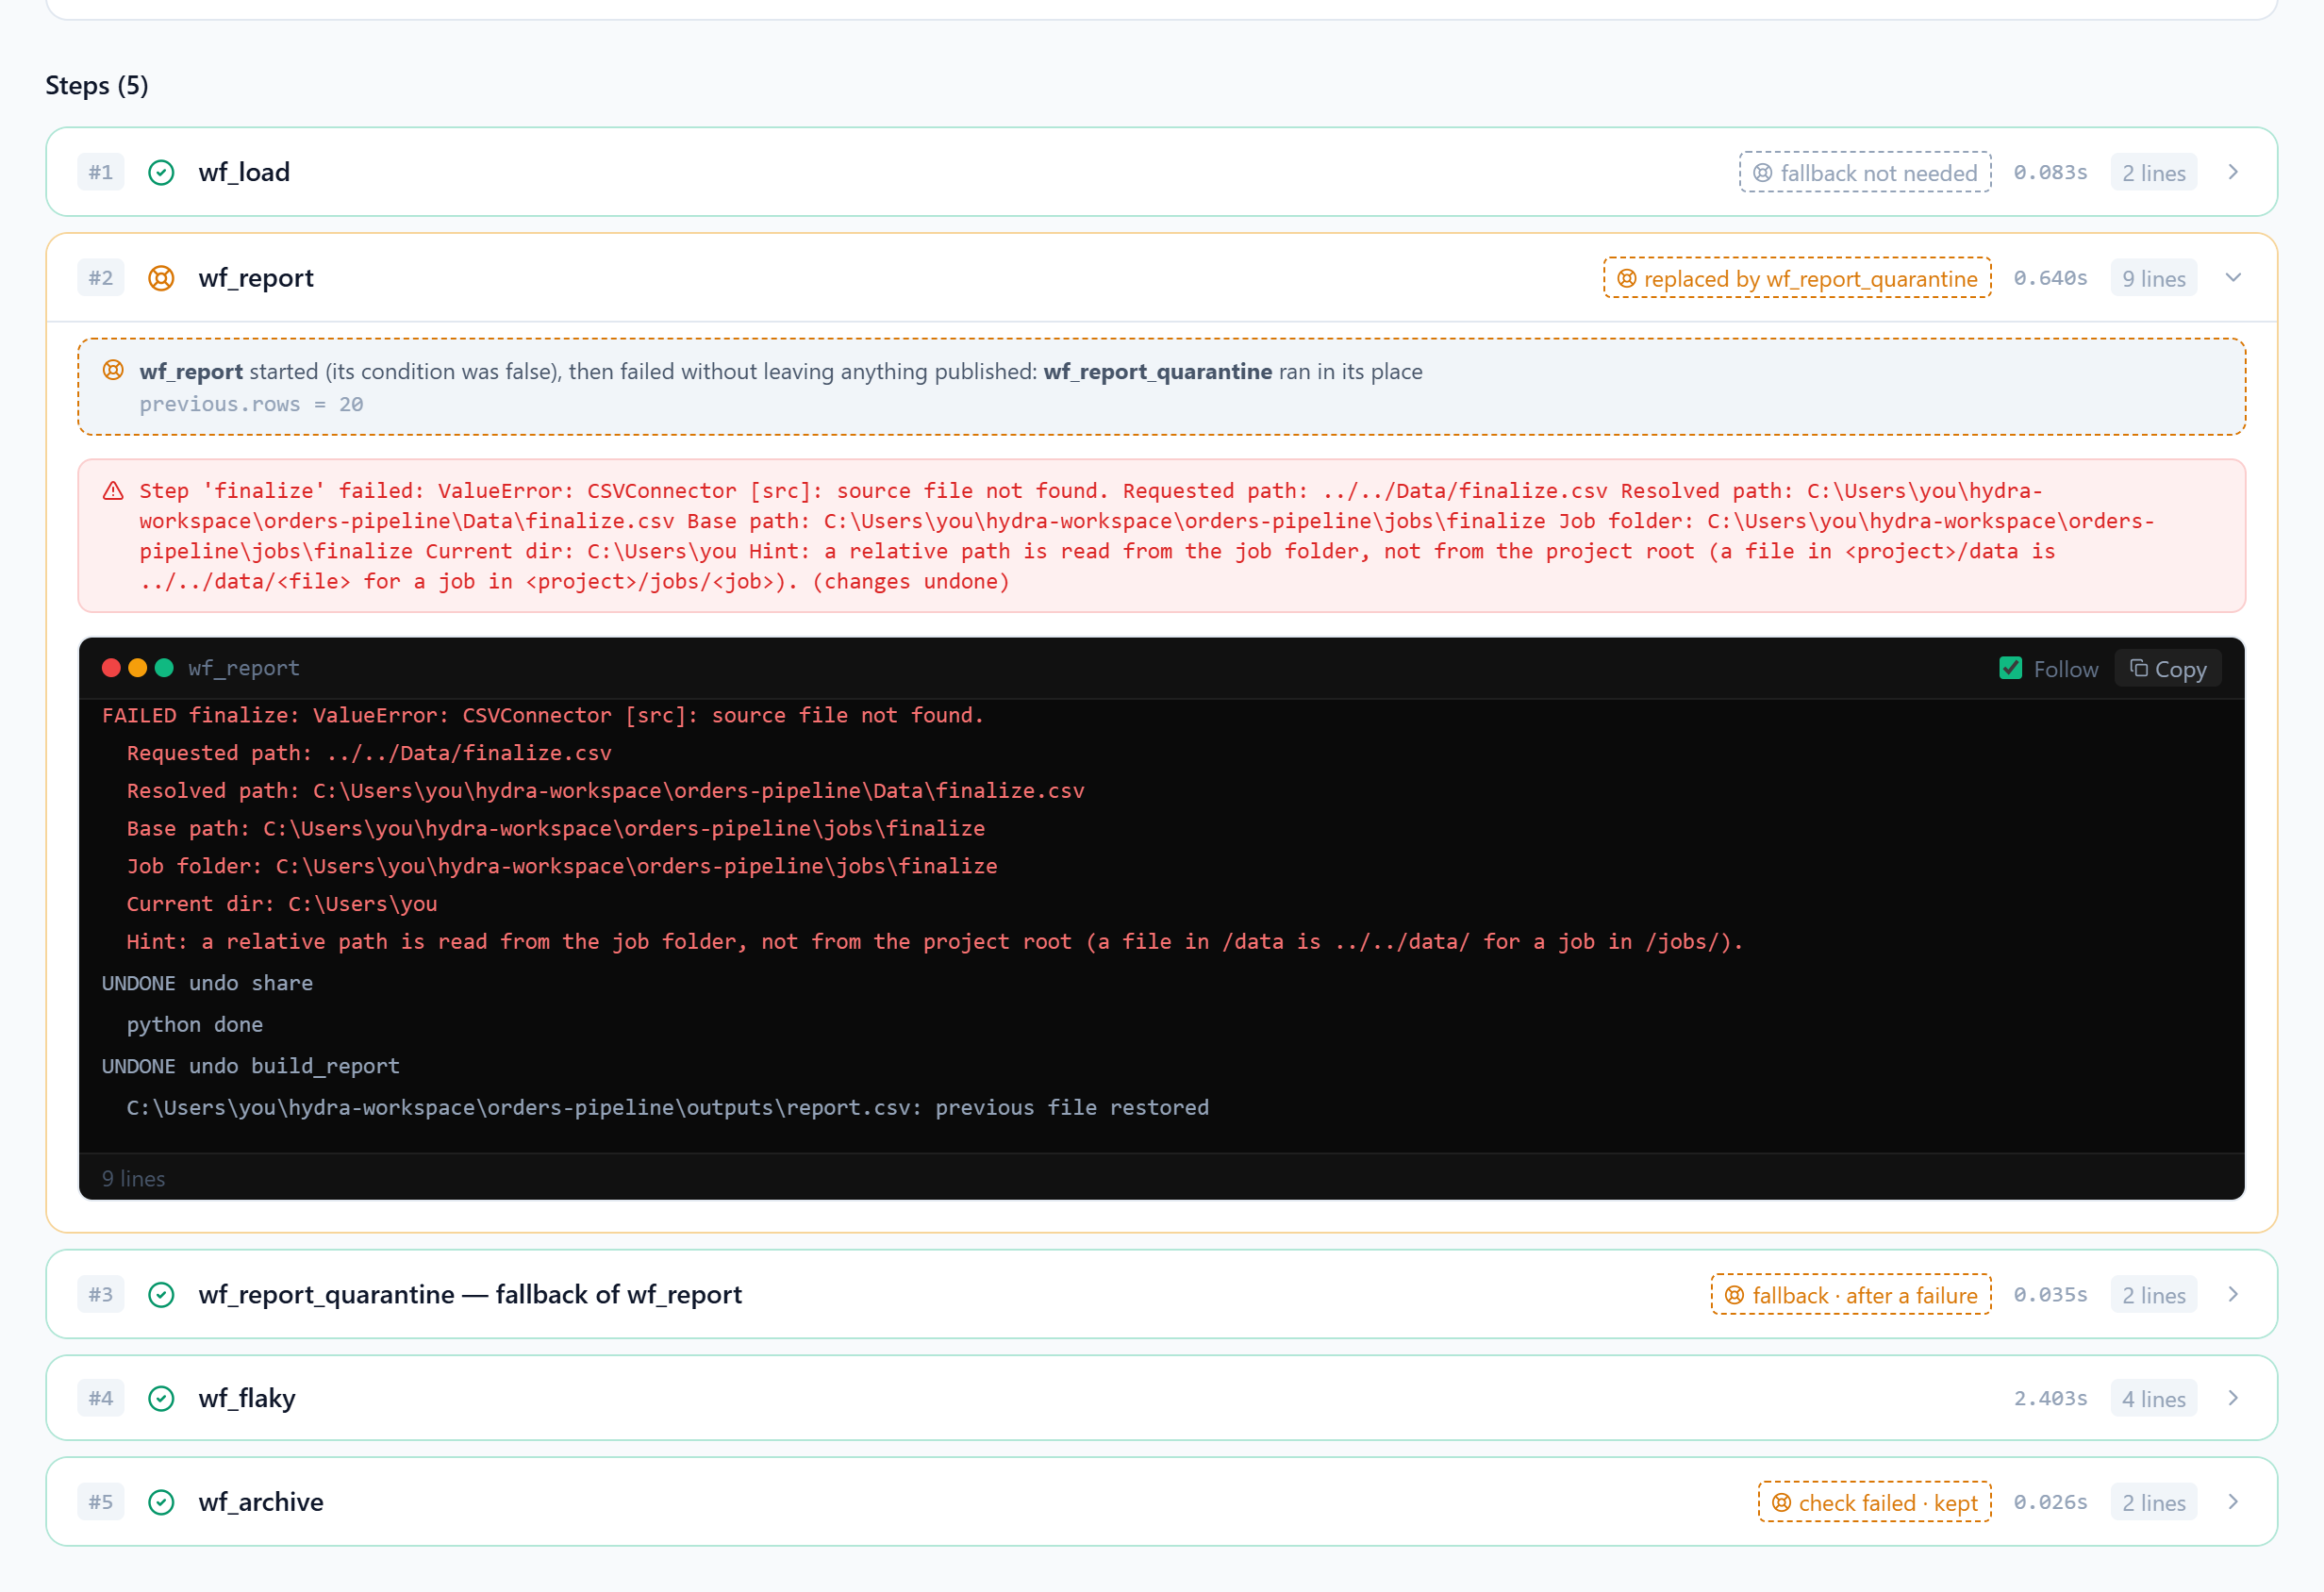 Steps (5)
#1 wf_load fallback not needed 0.083s 2 lines
#2 wf_report replaced by wf_report_quarantine 0.640s 9 lines
wf_report started (its condition was false), then failed without leaving anything published: wf_report_quarantine ran in its place
previous.rows = 20
Step 'finalize' failed: ValueError: CSVConnector [src]: source file not found. Requested path: ../../Data/finalize.csv Resolved path: C:\Users\you\hydra-
workspace\orders-pipeline\Data\finalize.csv Base path: C:\Users\you\hydra-workspace\orders-pipeline\jobs\finalize Job folder: C:\Users\you\hydra-workspace\orders-
pipeline\jobs\finalize Current dir: C:\Users\you Hint: a relative path is read from the job folder, not from the project root (a file in <project>/data is
../../data/<file> for a job in <project>/jobs/<job>). (changes undone)
wf_report Follow Copy
FAILED finalize: ValueError: CSVConnector [src]: source file not found.
Requested path: ../../Data/finalize.csv
Resolved path: C:\Users\you\hydra-workspace\orders-pipeline\Data\finalize.csv
Base path: C:\Users\you\hydra-workspace\orders-pipeline\jobs\finalize
Job folder: C:\Users\you\hydra-workspace\orders-pipeline\jobs\finalize
Current dir: C:\Users\you
Hint: a relative path is read from the job folder, not from the project root (a file in /data is ../../data/ for a job in /jobs/).
UNDONE undo share
python done
UNDONE undo build_report
C:\Users\you\hydra-workspace\orders-pipeline\outputs\report.csv: previous file restored
9 lines
#3 wf_report_quarantine — fallback of wf_report fallback · after a failure 0.035s 2 lines
#4 wf_flaky 2.403s 4 lines
#5 wf_archive check failed · kept 0.026s 2 lines